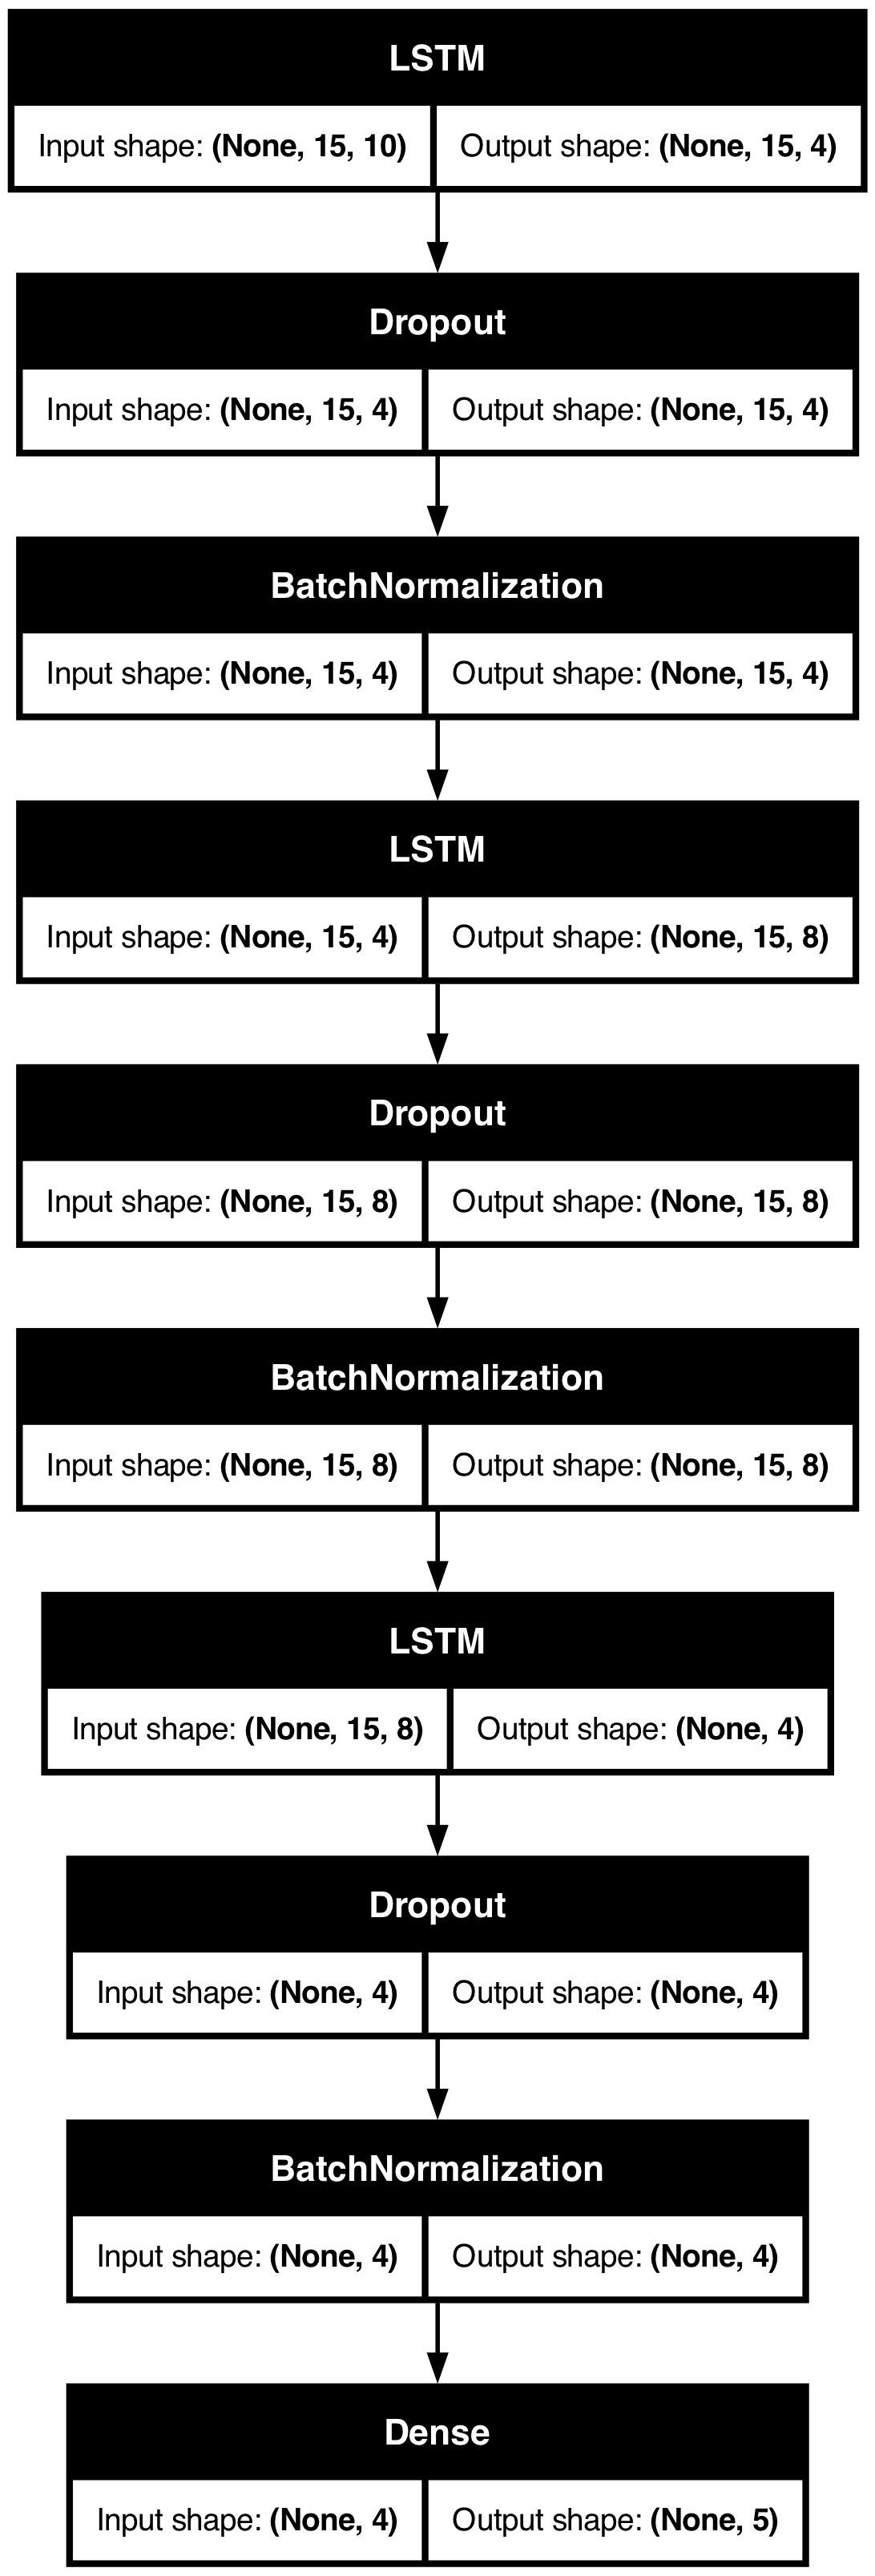 LSTM
Input shape: (None, 15, 10) Output shape: (None, 15, 4)
Dropout
Input shape: (None, 15, 4) Output shape: (None, 15, 4)
BatchNormalization
Input shape: (None, 15, 4) Output shape: (None, 15, 4)
LSTM
Input shape: (None, 15, 4) Output shape: (None, 15, 8)
Dropout
Input shape: (None, 15, 8) Output shape: (None, 15, 8)
BatchNormalization
Input shape: (None, 15, 8) Output shape: (None, 15, 8)
LSTM
Input shape: (None, 15, 8) Output shape: (None, 4)
Dropout
Input shape: (None, 4) Output shape: (None, 4)
BatchNormalization
Input shape: (None, 4) Output shape: (None, 4)
Dense
Input shape: (None, 4) Output shape: (None, 5)